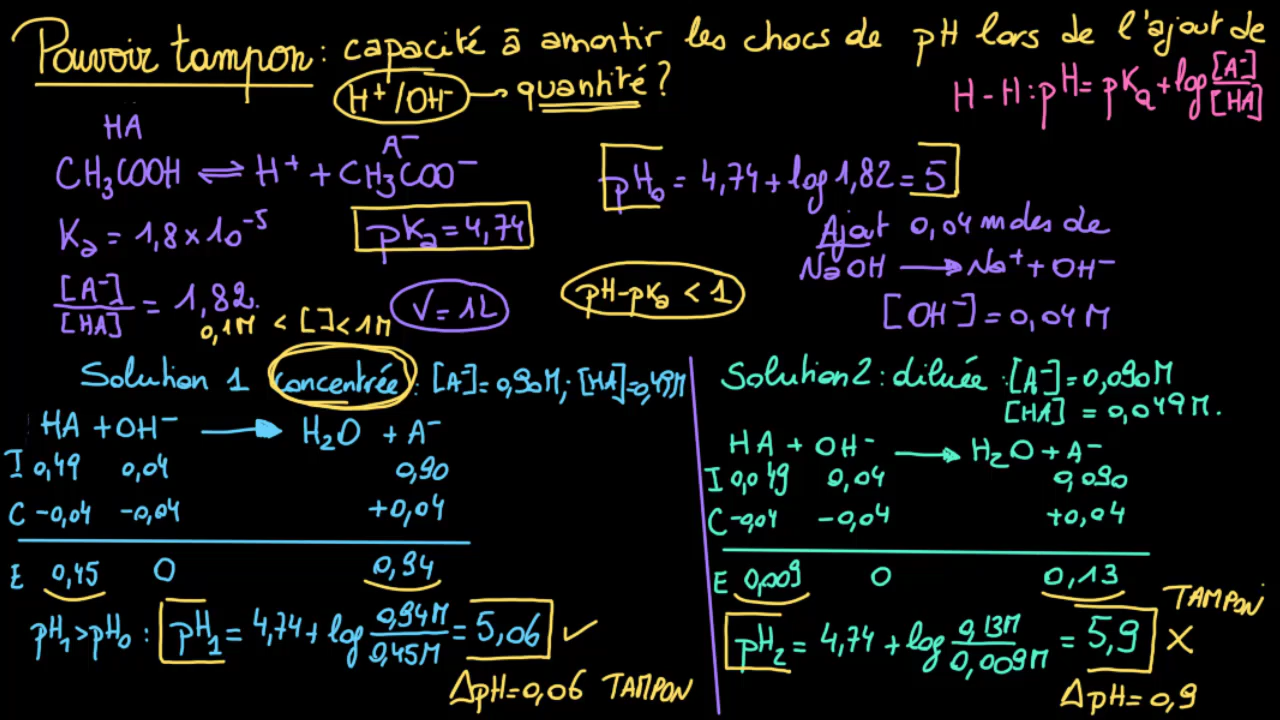 Pouvoir tampon : capacité à amortir les chocs de pH lors de l'ajout de
H⁺/OH⁻ → quantité ?
H-H : pH = pKa + log [A⁻]/[HA]
HA A⁻
CH₃COOH ⇌ H⁺ + CH₃COO⁻
Ka = 1,8 × 10⁻⁵
pKa = 4,74
[A⁻]/[HA] = 1,82.
0,1M < [ ] < 1M
V = 1L
pH₀ = 4,74 + log 1,82 = 5
Ajout 0,04 moles de
NaOH → Na⁺ + OH⁻
pH-pKa < 1
[OH⁻] = 0,04 M
Solution 1 concentrée : [A⁻] = 0,90M ; [HA] = 0,49M
HA + OH⁻ → H₂O + A⁻
I 0,49 0,04 0,90
C -0,04 -0,04 +0,04
E 0,45 0 0,94
pH₁ > pH₀ : pH₁ = 4,74 + log 0,94M/0,45M = 5,06 ✓
ΔpH = 0,06 TAMPON
Solution 2 : diluée : [A⁻] = 0,090M
[HA] = 0,049M.
HA + OH⁻ → H₂O + A⁻
I 0,049 0,04 0,090
C -0,04 -0,04 +0,04
E 0,009 0 0,13
TAMPON
pH₂ = 4,74 + log 0,13M/0,009M = 5,9 X
ΔpH = 0,9